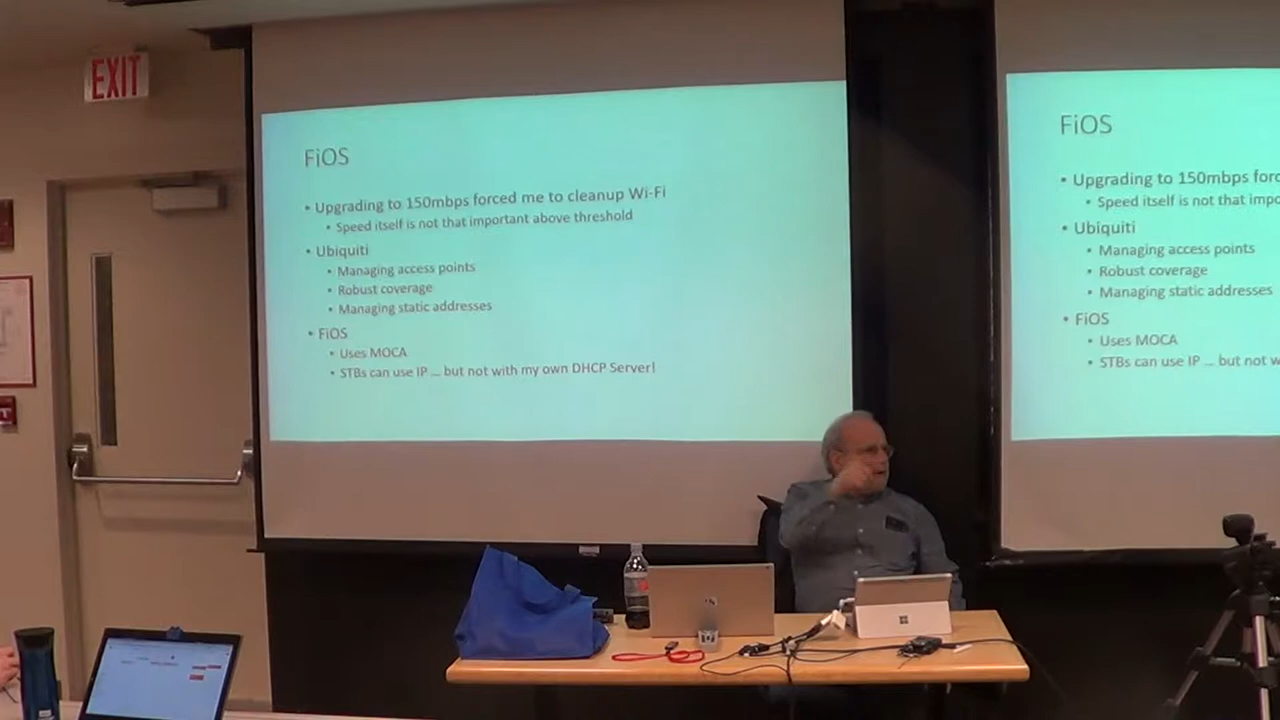 EXIT
FiOS
• Upgrading to 150mbps forced me to cleanup Wi-Fi
• Speed itself is not that important above threshold
• Ubiquiti
• Managing access points
• Robust coverage
• Managing static addresses
• FiOS
• Uses MOCA
• STBs can use IP ... but not with my own DHCP Server!
FiOS
• Upgrading to 150mbps forc
• Speed itself is not that impo
• Ubiquiti
• Managing access points
• Robust coverage
• Managing static addresses
• FiOS
• Uses MOCA
• STBs can use IP ... but not w